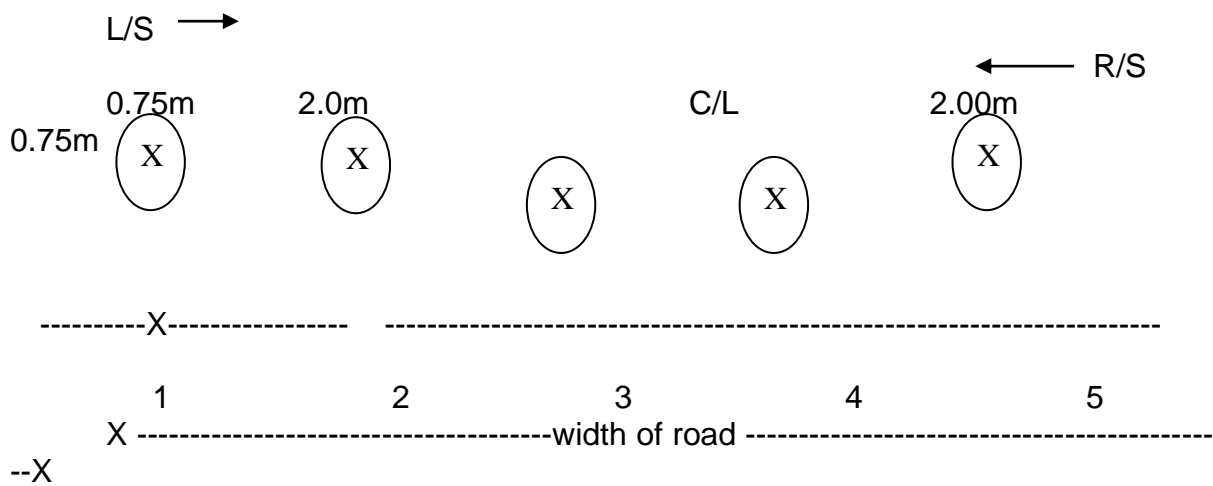 L/S
R/S
0.75m 2.0m C/L 2.00m
0.75m
X X X
X X
----------X----------------- -------------------------------------------------------------------------
1 2 3 4 5
X ---------------------------------------width of road --------------------------------------------
--X